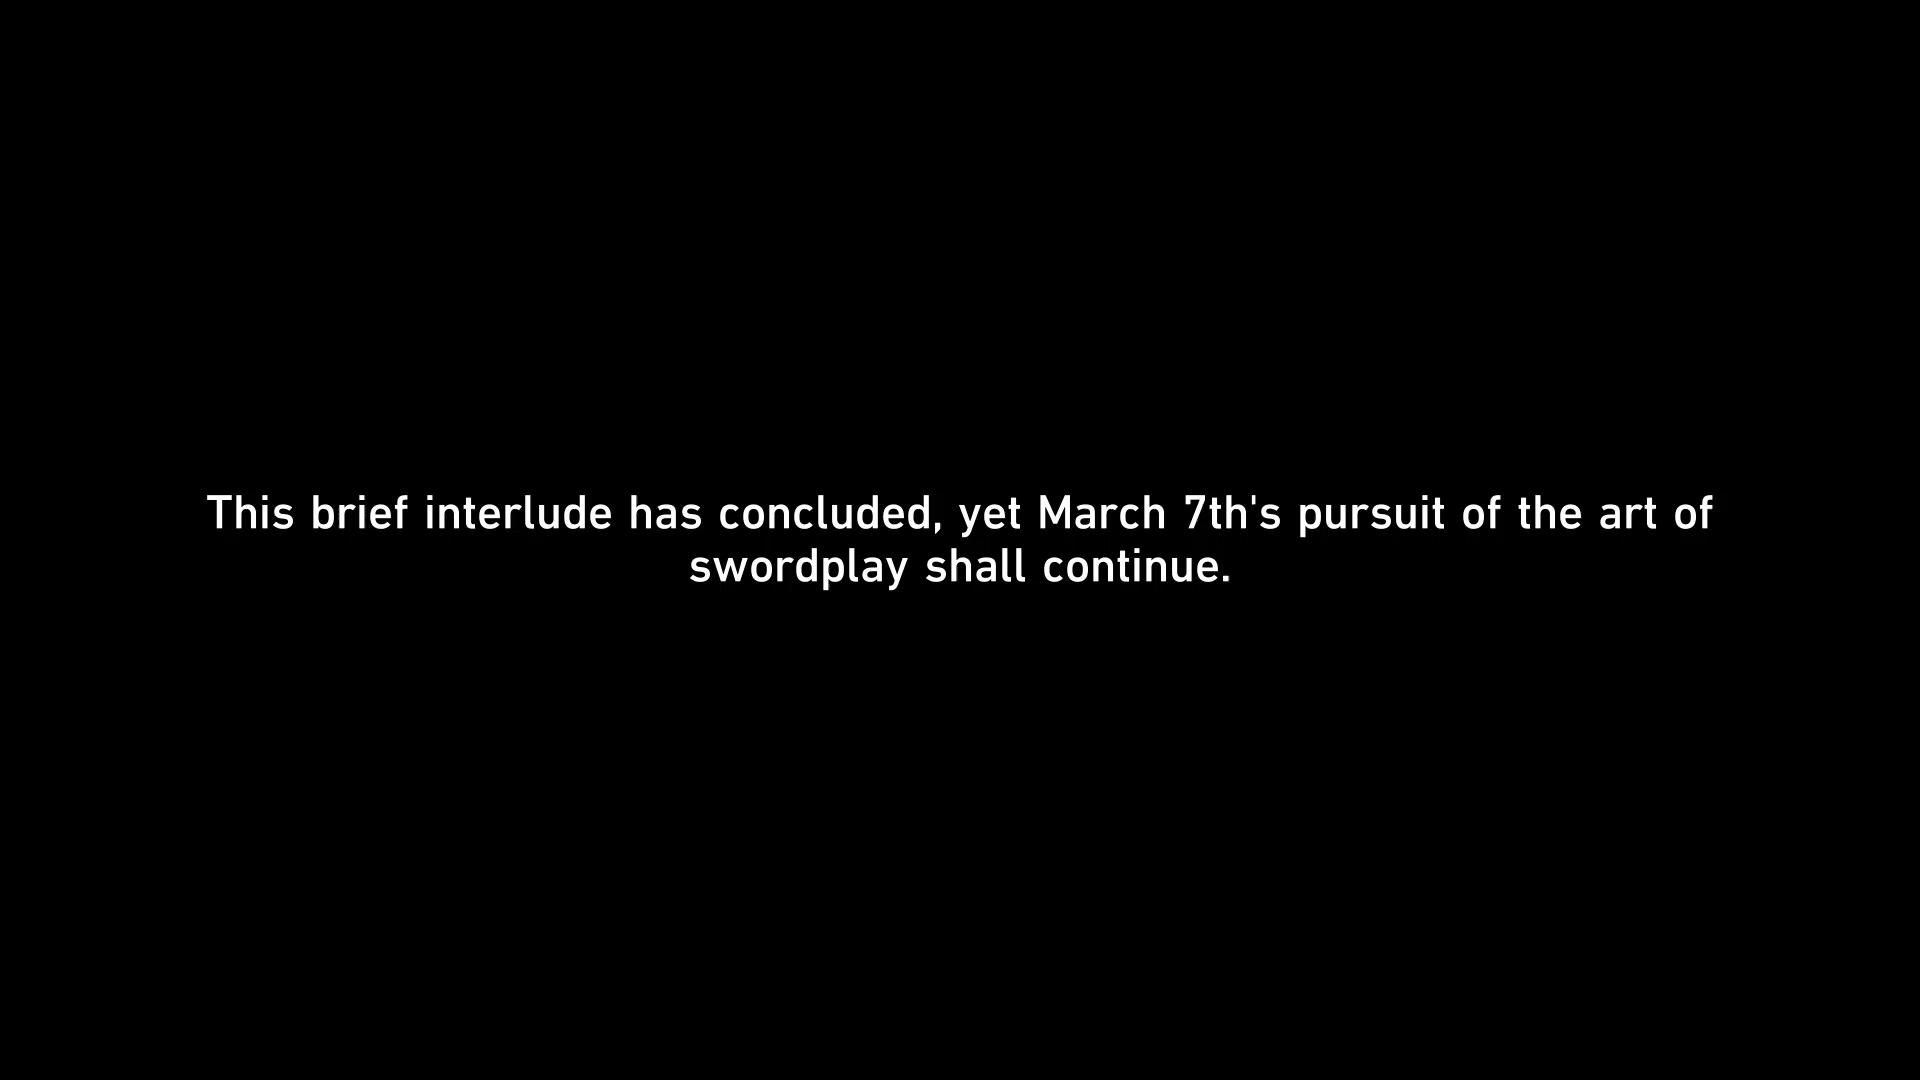 This brief interlude has concluded, yet March 7th's pursuit of the art of
swordplay shall continue.